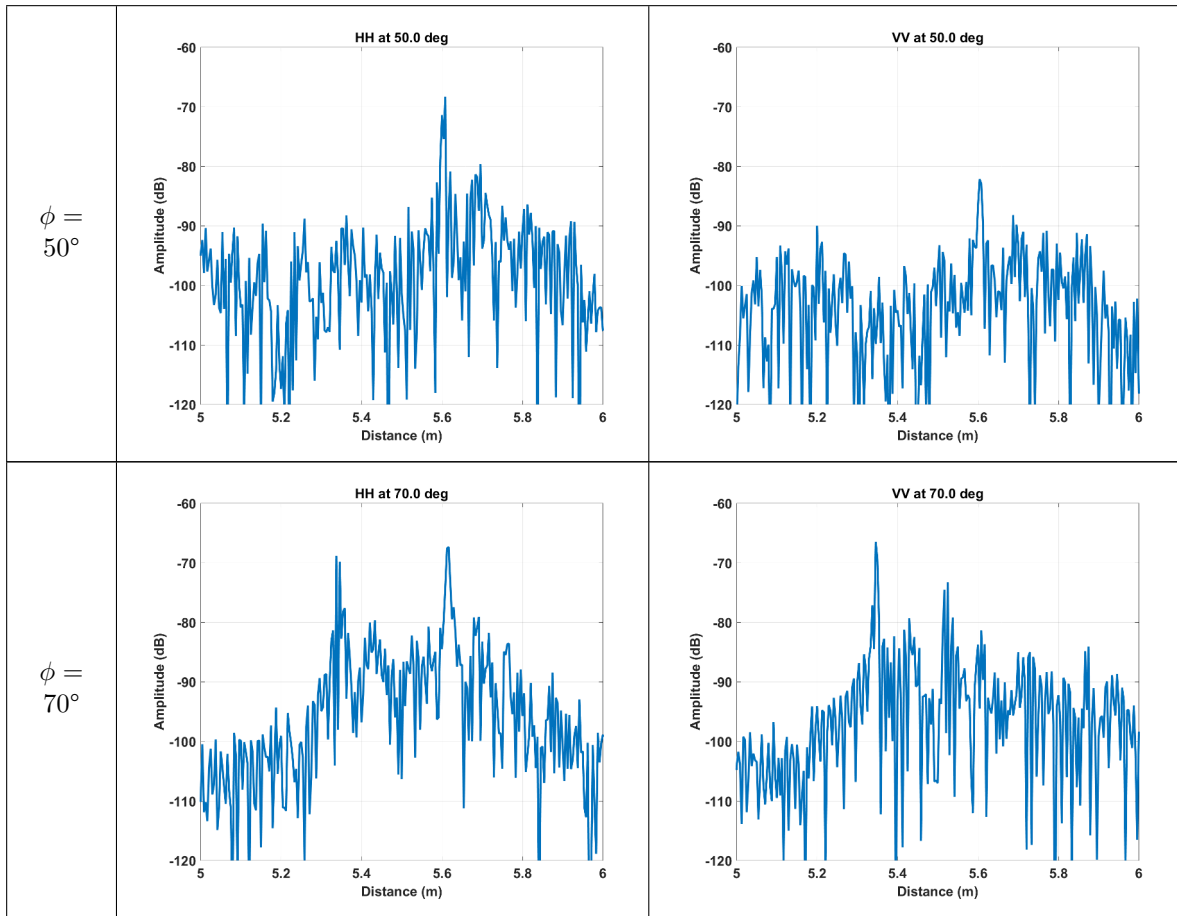 ϕ =
50°
HH at 50.0 deg
Amplitude (dB)
-60
-70
-80
-90
-100
-110
-120
5 5.2 5.4 5.6 5.8 6
Distance (m)
VV at 50.0 deg
Amplitude (dB)
-60
-70
-80
-90
-100
-110
-120
5 5.2 5.4 5.6 5.8 6
Distance (m)
ϕ =
70°
HH at 70.0 deg
Amplitude (dB)
-60
-70
-80
-90
-100
-110
-120
5 5.2 5.4 5.6 5.8 6
Distance (m)
VV at 70.0 deg
Amplitude (dB)
-60
-70
-80
-90
-100
-110
-120
5 5.2 5.4 5.6 5.8 6
Distance (m)